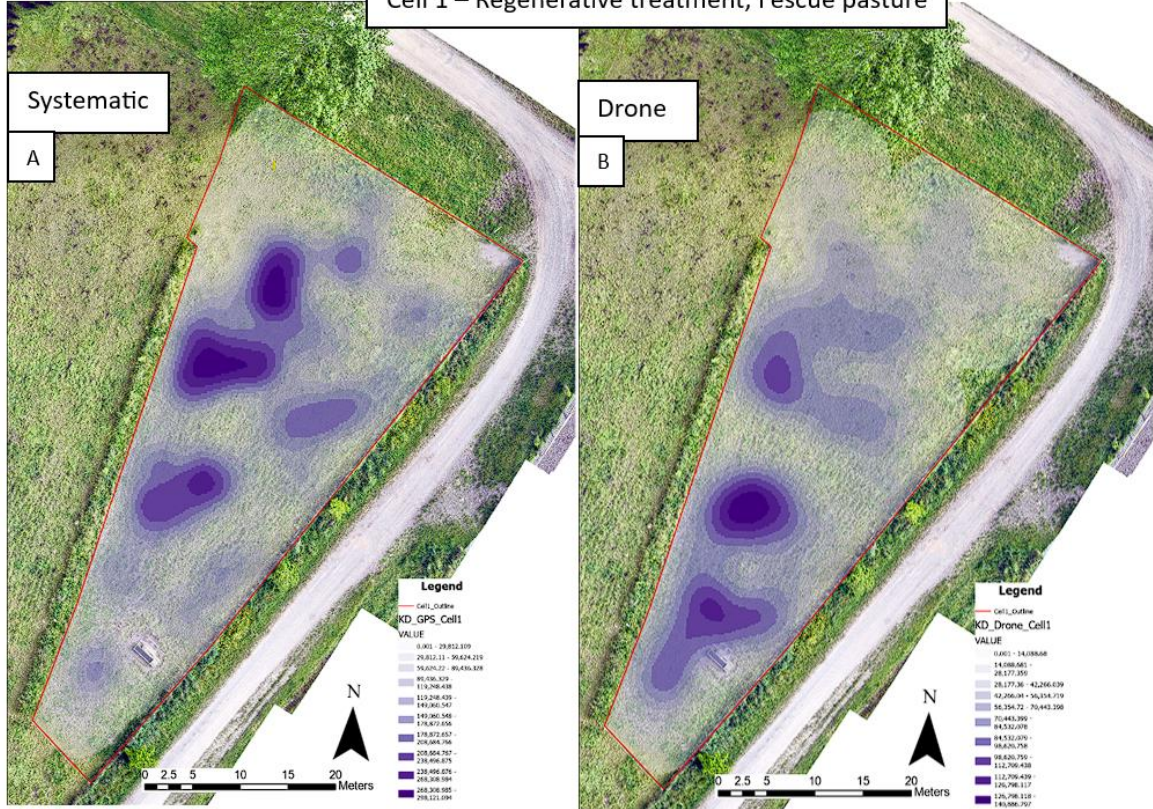 Cell 1 – Regenerative treatment, Fescue pasture
Systematic
A
Drone
B
Legend
Cell1_Outline
KD_GPS_Cell1
VALUE
0.001 - 29,812.109
29,812.11 - 59,624.219
59,624.22 - 89,436.328
89,436.329 -
119,248.438
119,248.439 -
149,060.547
149,060.548 -
178,872.656
178,872.657 -
208,684.766
208,684.767 -
238,496.875
238,496.876 -
268,308.984
268,308.985 -
298,121.094
N
0 2.5 5 10 15 20
Meters
Legend
Cell1_Outline
KD_Drone_Cell1
VALUE
0.001 - 14,088.68
14,088.681 -
28,177.359
28,177.36 - 42,266.039
42,266.04 - 56,354.719
56,354.72 - 70,443.398
70,443.399 -
84,532.078
84,532.079 -
98,620.758
98,620.759 -
112,709.438
112,709.439 -
126,798.117
126,798.118 -
140,886.797
N
0 2.5 5 10 15 20
Meters